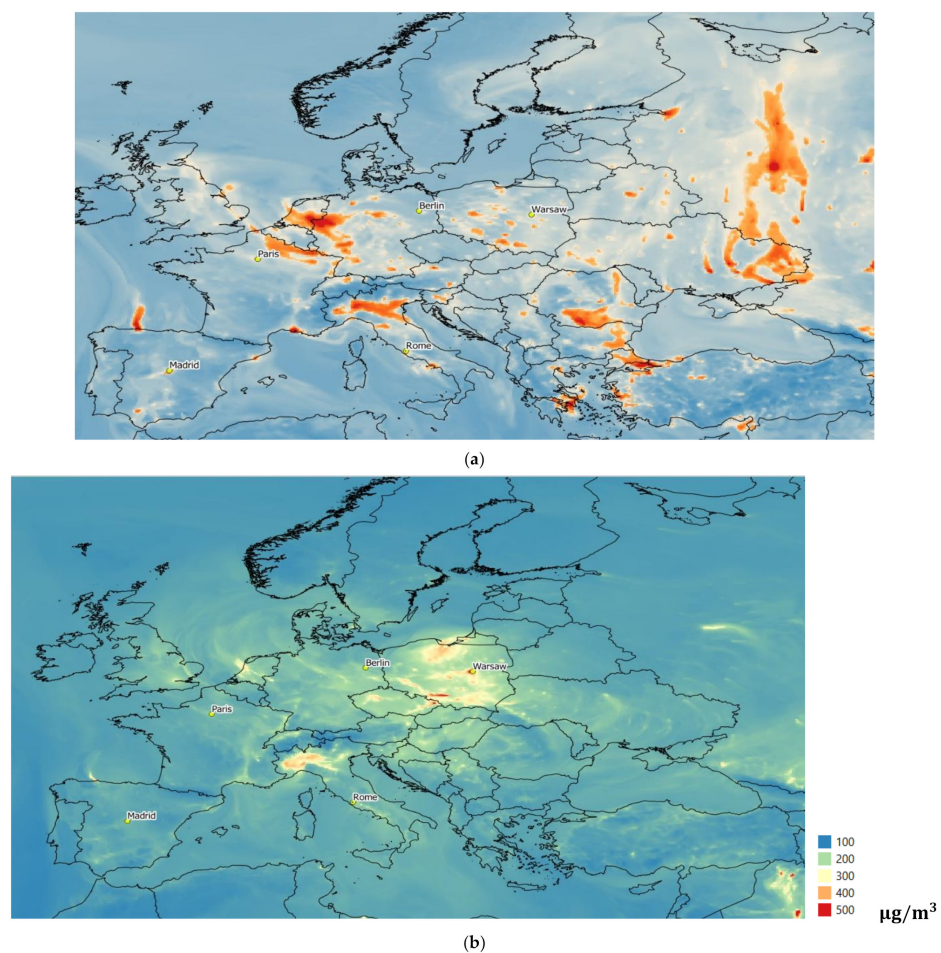 Berlin
Warsaw
Paris
Rome
Madrid
(a)
Berlin
Warsaw
Paris
Rome
Madrid
100
200
300
400
500
μg/m³
(b)